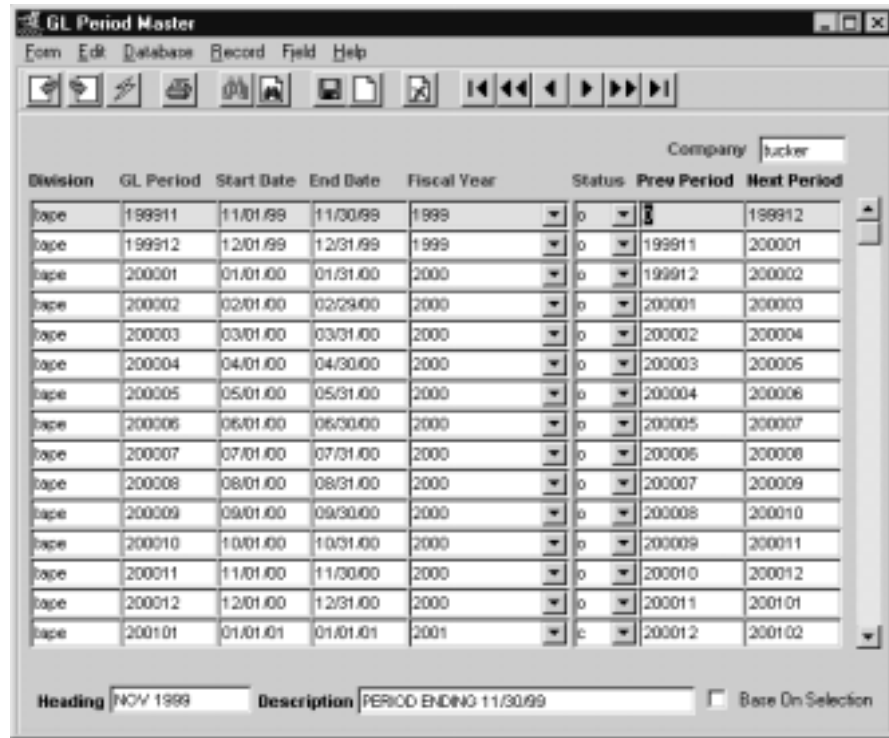 GL Period Master
Form Edit Database Record Field Help
Company tucker
Division GL Period Start Date End Date Fiscal Year Status Prev Period Next Period
tape 199911 11/01/99 11/30/99 1999 o 0 199912
tape 199912 12/01/99 12/31/99 1999 o 199911 200001
tape 200001 01/01/00 01/31/00 2000 o 199912 200002
tape 200002 02/01/00 02/29/00 2000 o 200001 200003
tape 200003 03/01/00 03/31/00 2000 o 200002 200004
tape 200004 04/01/00 04/30/00 2000 o 200003 200005
tape 200005 05/01/00 05/31/00 2000 o 200004 200006
tape 200006 06/01/00 06/30/00 2000 o 200005 200007
tape 200007 07/01/00 07/31/00 2000 o 200006 200008
tape 200008 08/01/00 08/31/00 2000 o 200007 200009
tape 200009 09/01/00 09/30/00 2000 o 200008 200010
tape 200010 10/01/00 10/31/00 2000 o 200009 200011
tape 200011 11/01/00 11/30/00 2000 o 200010 200012
tape 200012 12/01/00 12/31/00 2000 o 200011 200101
tape 200101 01/01/01 01/01/01 2001 c 200012 200102
Heading NOV 1999 Description PERIOD ENDING 11/30/99 Base On Selection